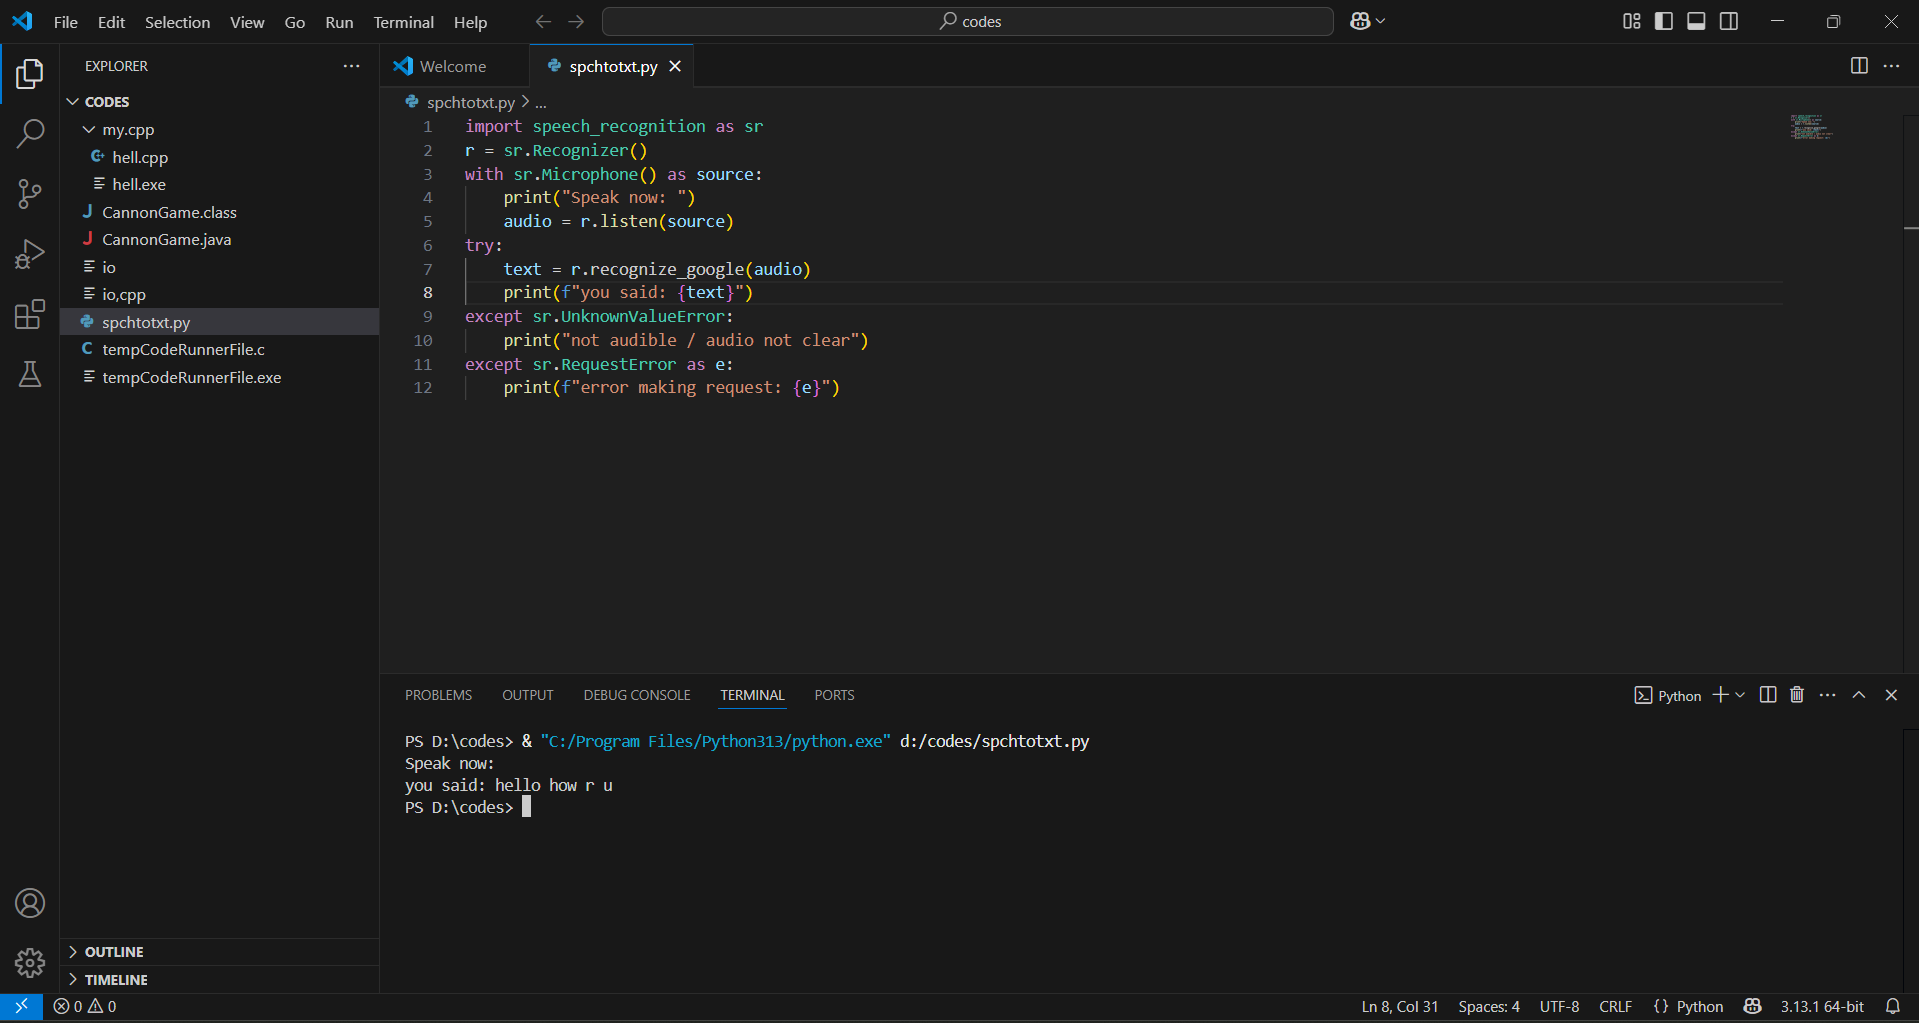 File Edit Selection View Go Run Terminal Help codes
EXPLORER
CODES
my.cpp
hell.cpp
hell.exe
CannonGame.class
CannonGame.java
io
io,cpp
spchtotxt.py
tempCodeRunnerFile.c
tempCodeRunnerFile.exe
OUTLINE
TIMELINE
Welcome spchtotxt.py
spchtotxt.py > ...
1 import speech_recognition as sr
2 r = sr.Recognizer()
3 with sr.Microphone() as source:
4 print("Speak now: ")
5 audio = r.listen(source)
6 try:
7 text = r.recognize_google(audio)
8 print(f"you said: {text}")
9 except sr.UnknownValueError:
10 print("not audible / audio not clear")
11 except sr.RequestError as e:
12 print(f"error making request: {e}")
PROBLEMS OUTPUT DEBUG CONSOLE TERMINAL PORTS Python
PS D:\codes> & "C:/Program Files/Python313/python.exe" d:/codes/spchtotxt.py
Speak now:
you said: hello how r u
PS D:\codes>
0 0 Ln 8, Col 31 Spaces: 4 UTF-8 CRLF {} Python 3.13.1 64-bit